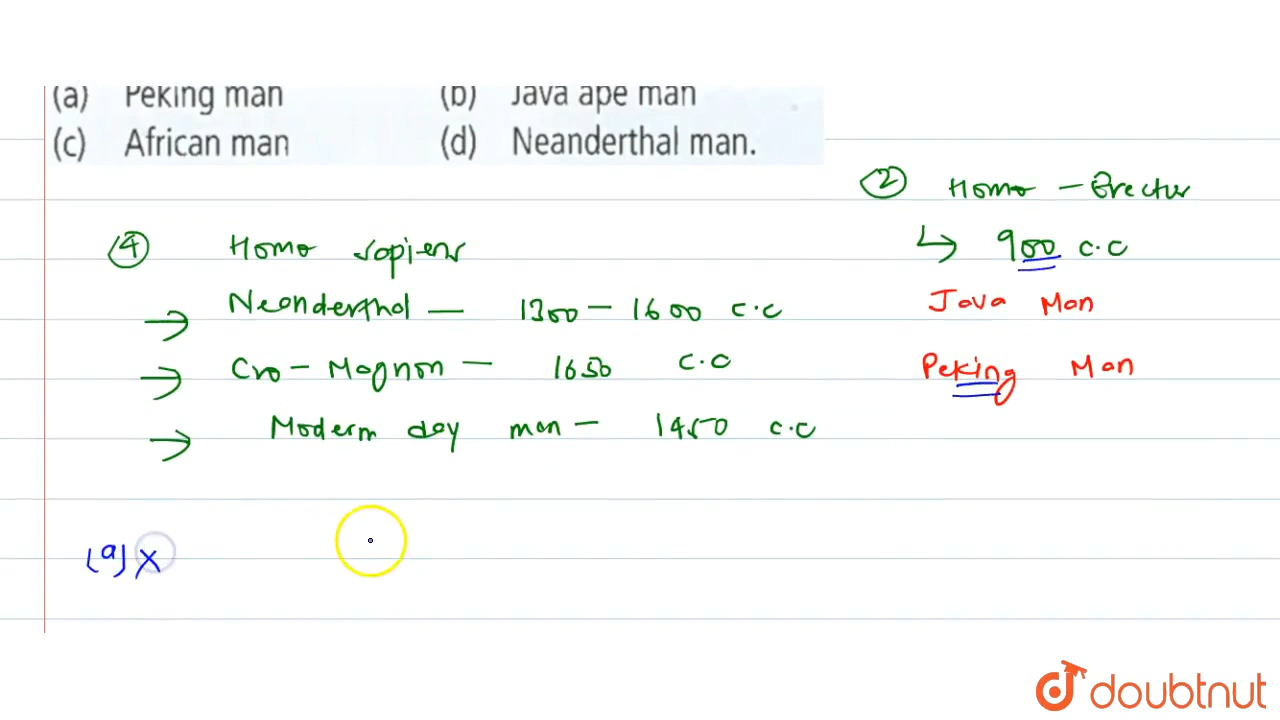 (a) Peking man (b) Java ape man
(c) African man (d) Neanderthal man.
② Homo - Erectus
↳ 900 c.c
Java Man
Peking Man
④ Homo sapiens
→ Neanderthal — 1300 - 1600 c.c
→ Cro - Magnon - 1650 c.c
→ Modern day man - 1450 c.c
(a) X
doubtnut